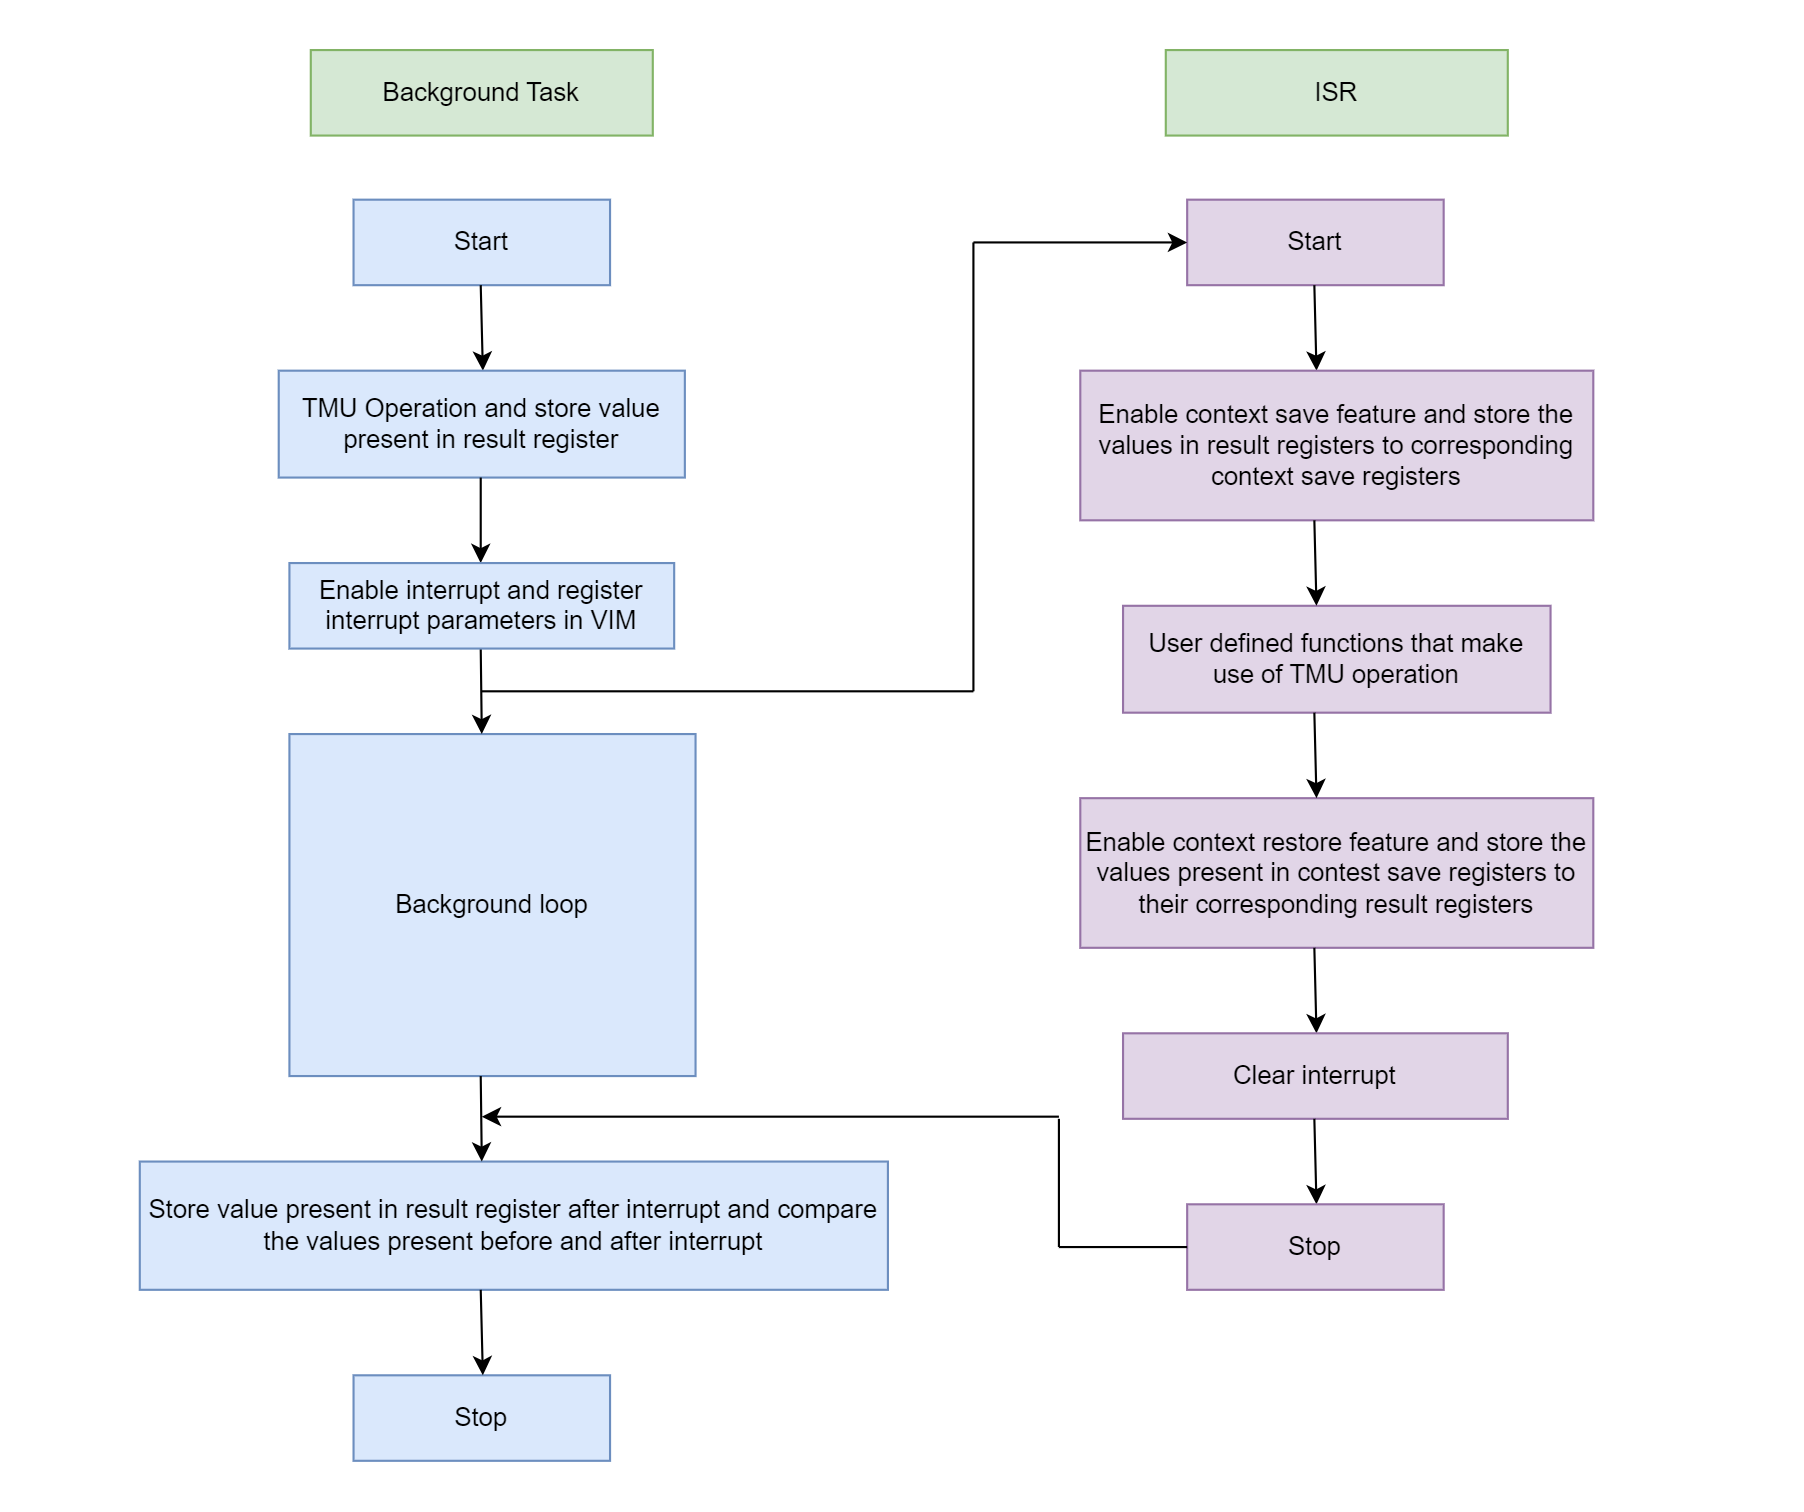 Background Task
Start
TMU Operation and store value
present in result register
Enable interrupt and register
interrupt parameters in VIM
Background loop
Store value present in result register after interrupt and compare
the values present before and after interrupt
Stop
ISR
Start
Enable context save feature and store the
values in result registers to corresponding
context save registers
User defined functions that make
use of TMU operation
Enable context restore feature and store the
values present in contest save registers to
their corresponding result registers
Clear interrupt
Stop